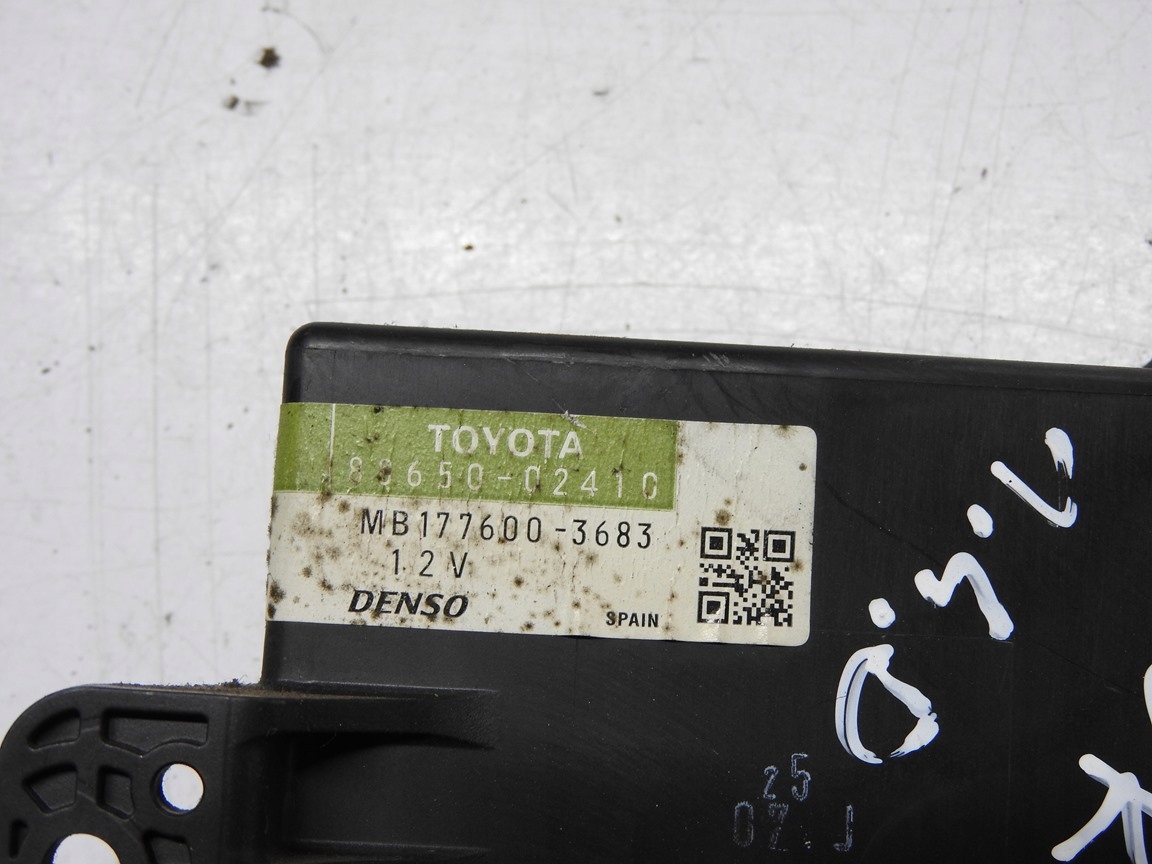 TOYOTA
88650-02410
MB177600-3683
12V
DENSO
SPAIN
25